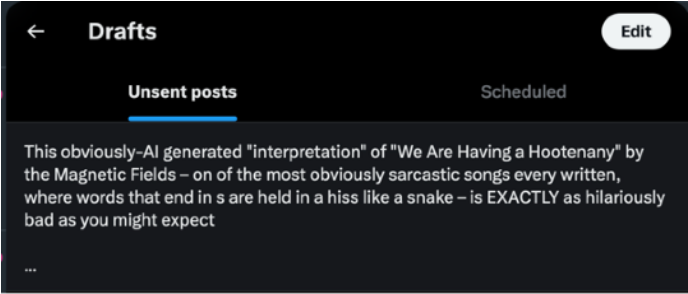 Drafts
Edit
Unsent posts
Scheduled
This obviously-AI generated "interpretation" of "We Are Having a Hootenany" by
the Magnetic Fields – on of the most obviously sarcastic songs every written,
where words that end in s are held in a hiss like a snake – is EXACTLY as hilariously
bad as you might expect
...